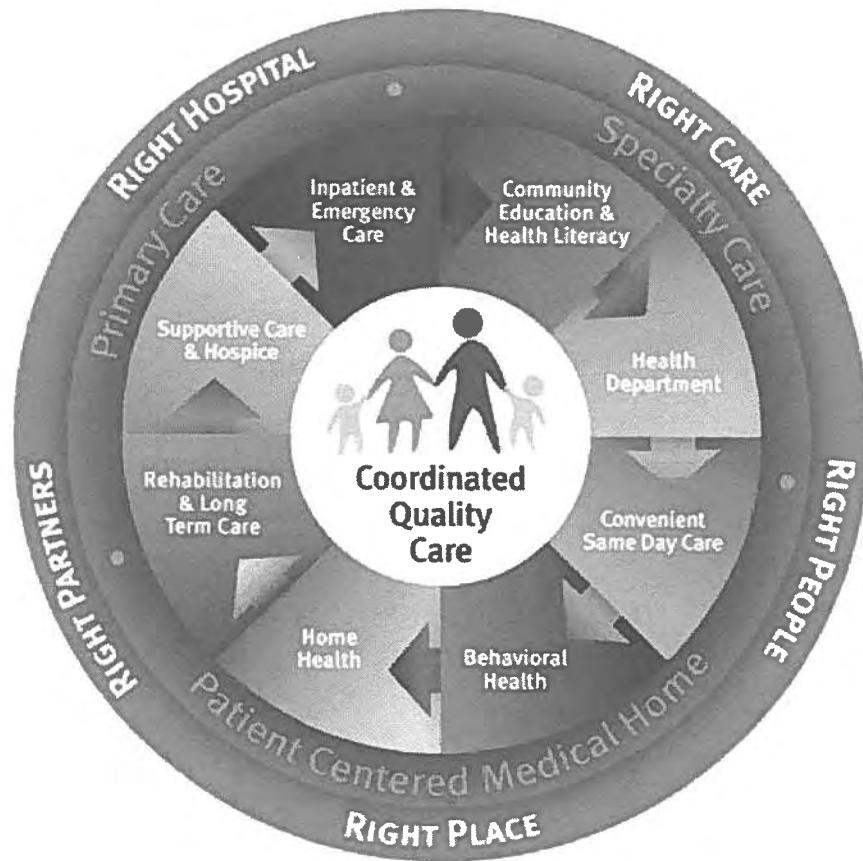 RIGHT HOSPITAL
RIGHT CARE
RIGHT PEOPLE
RIGHT PLACE
RIGHT PARTNERS
Primary Care
Specialty Care
Patient Centered Medical Home
Inpatient &
Emergency
Care
Community
Education &
Health Literacy
Health
Department
Convenient
Same Day Care
Behavioral
Health
Home
Health
Rehabilitation
& Long
Term Care
Supportive Care
& Hospice
Coordinated
Quality
Care